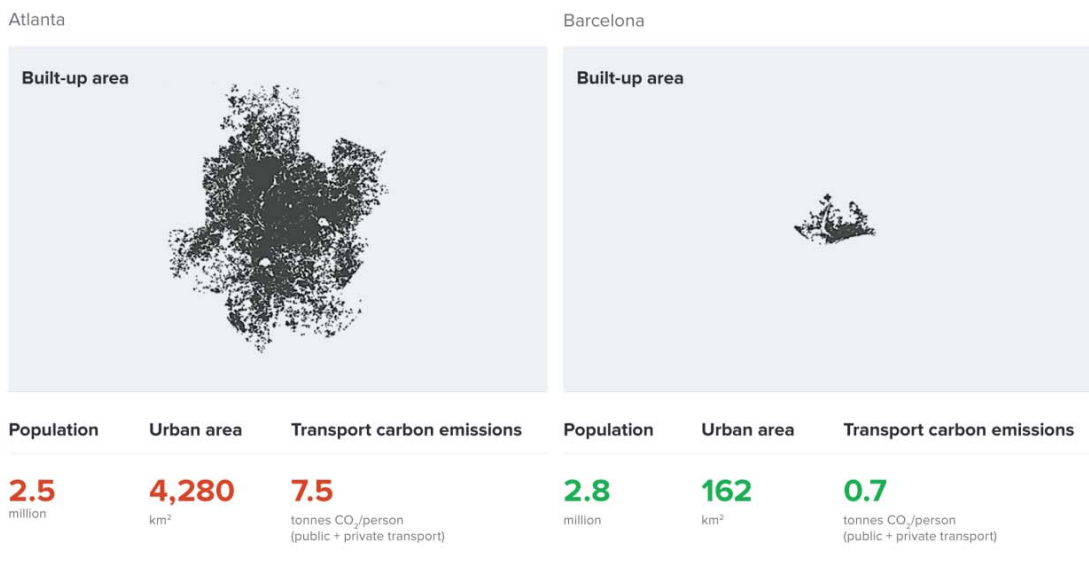 Atlanta
Built-up area
Population Urban area Transport carbon emissions
2.5 4,280 7.5
million km² tonnes CO₂/person
(public + private transport)
Barcelona
Built-up area
Population Urban area Transport carbon emissions
2.8 162 0.7
million km² tonnes CO₂/person
(public + private transport)